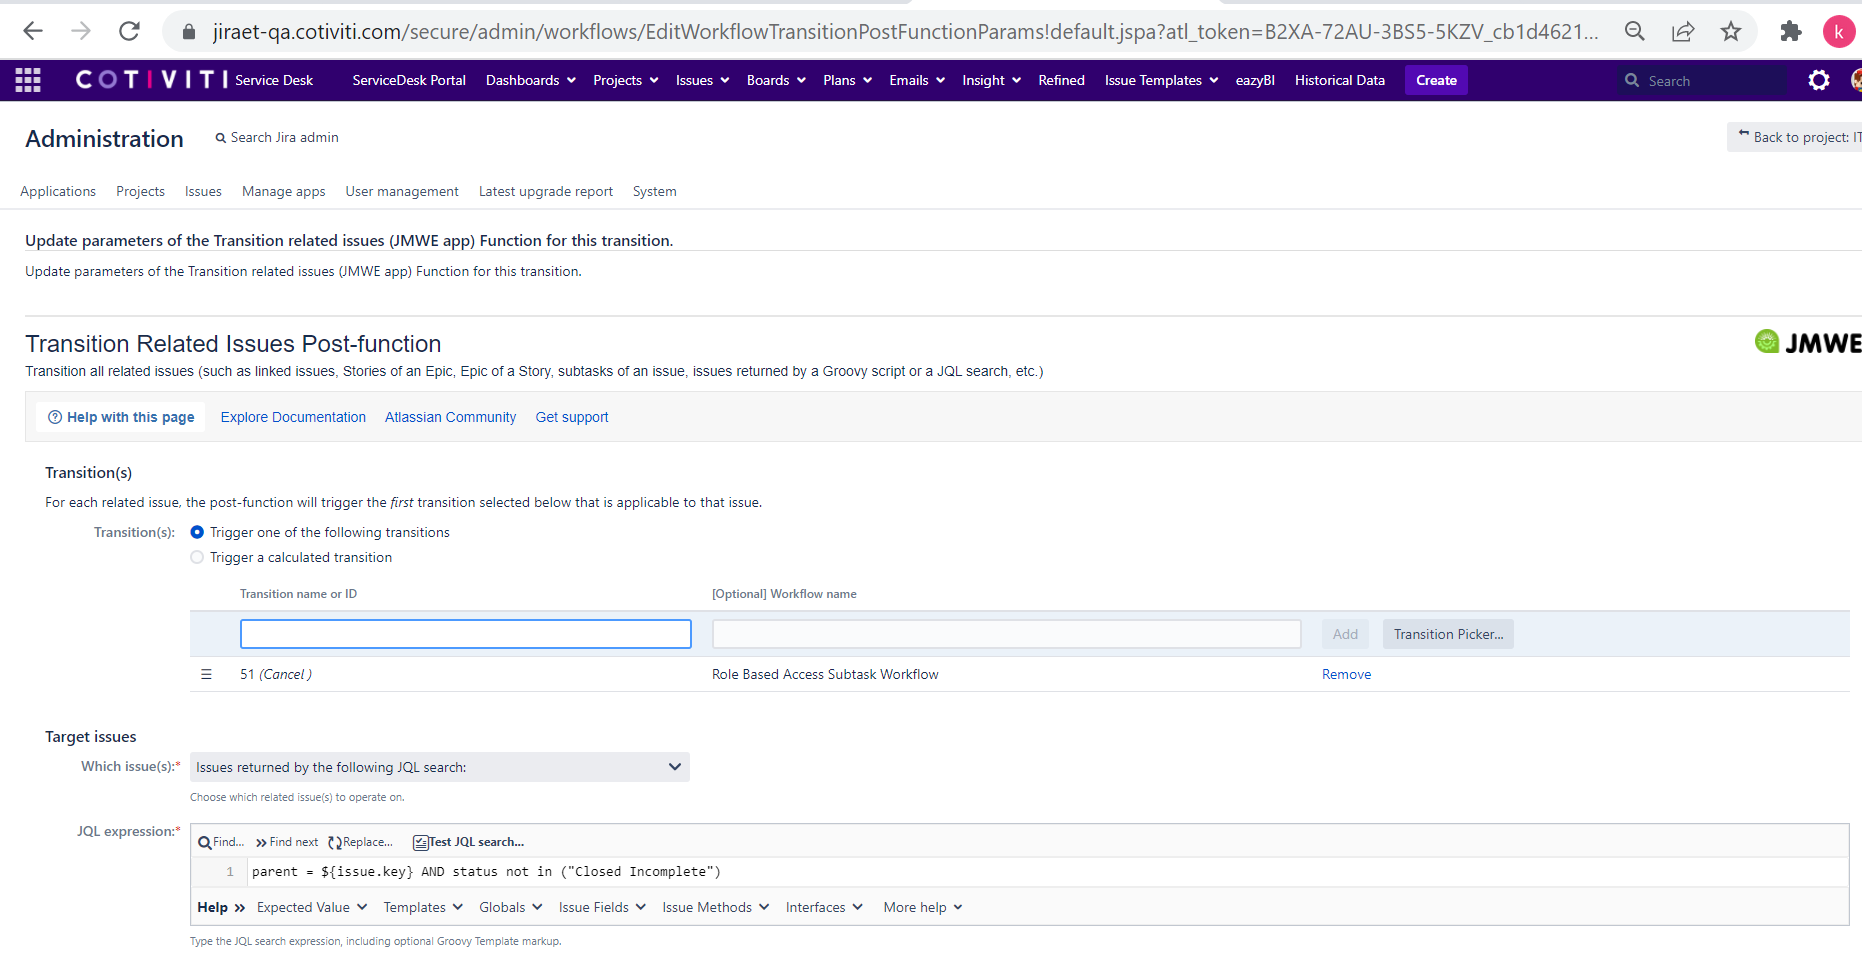 jiraet-qa.cotiviti.com/secure/admin/workflows/EditWorkflowTransitionPostFunctionParams!default.jspa?atl_token=B2XA-72AU-3BS5-5KZV_cb1d4621...
k
COTIVITI Service Desk ServiceDesk Portal Dashboards Projects Issues Boards Plans Emails Insight Refined Issue Templates eazyBI Historical Data Create Search
Administration Search Jira admin Back to project: IT
Applications Projects Issues Manage apps User management Latest upgrade report System
Update parameters of the Transition related issues (JMWE app) Function for this transition.
Update parameters of the Transition related issues (JMWE app) Function for this transition.
Transition Related Issues Post-function
JMWE
Transition all related issues (such as linked issues, Stories of an Epic, Epic of a Story, subtasks of an issue, issues returned by a Groovy script or a JQL search, etc.)
Help with this page Explore Documentation Atlassian Community Get support
Transition(s)
For each related issue, the post-function will trigger the first transition selected below that is applicable to that issue.
Transition(s): Trigger one of the following transitions
Trigger a calculated transition
Transition name or ID [Optional] Workflow name
Add Transition Picker...
51 (Cancel ) Role Based Access Subtask Workflow Remove
Target issues
Which issue(s):* Issues returned by the following JQL search:
Choose which related issue(s) to operate on.
JQL expression:* Find... Find next Replace... Test JQL search...
1 parent = ${issue.key} AND status not in ("Closed Incomplete")
Help Expected Value Templates Globals Issue Fields Issue Methods Interfaces More help
Type the JQL search expression, including optional Groovy Template markup.